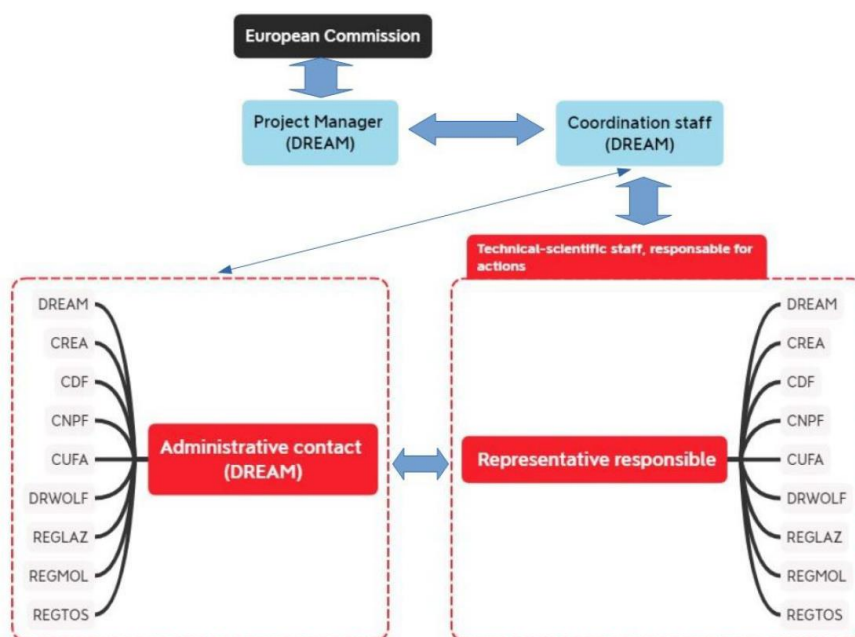 European Commission
Project Manager
(DREAM)
Coordination staff
(DREAM)
Technical-scientific staff, responsable for
actions
DREAM
CREA
CDF
CNPF
CUFA
DRWOLF
REGLAZ
REGMOL
REGTOS
Administrative contact
(DREAM)
Representative responsible
DREAM
CREA
CDF
CNPF
CUFA
DRWOLF
REGLAZ
REGMOL
REGTOS